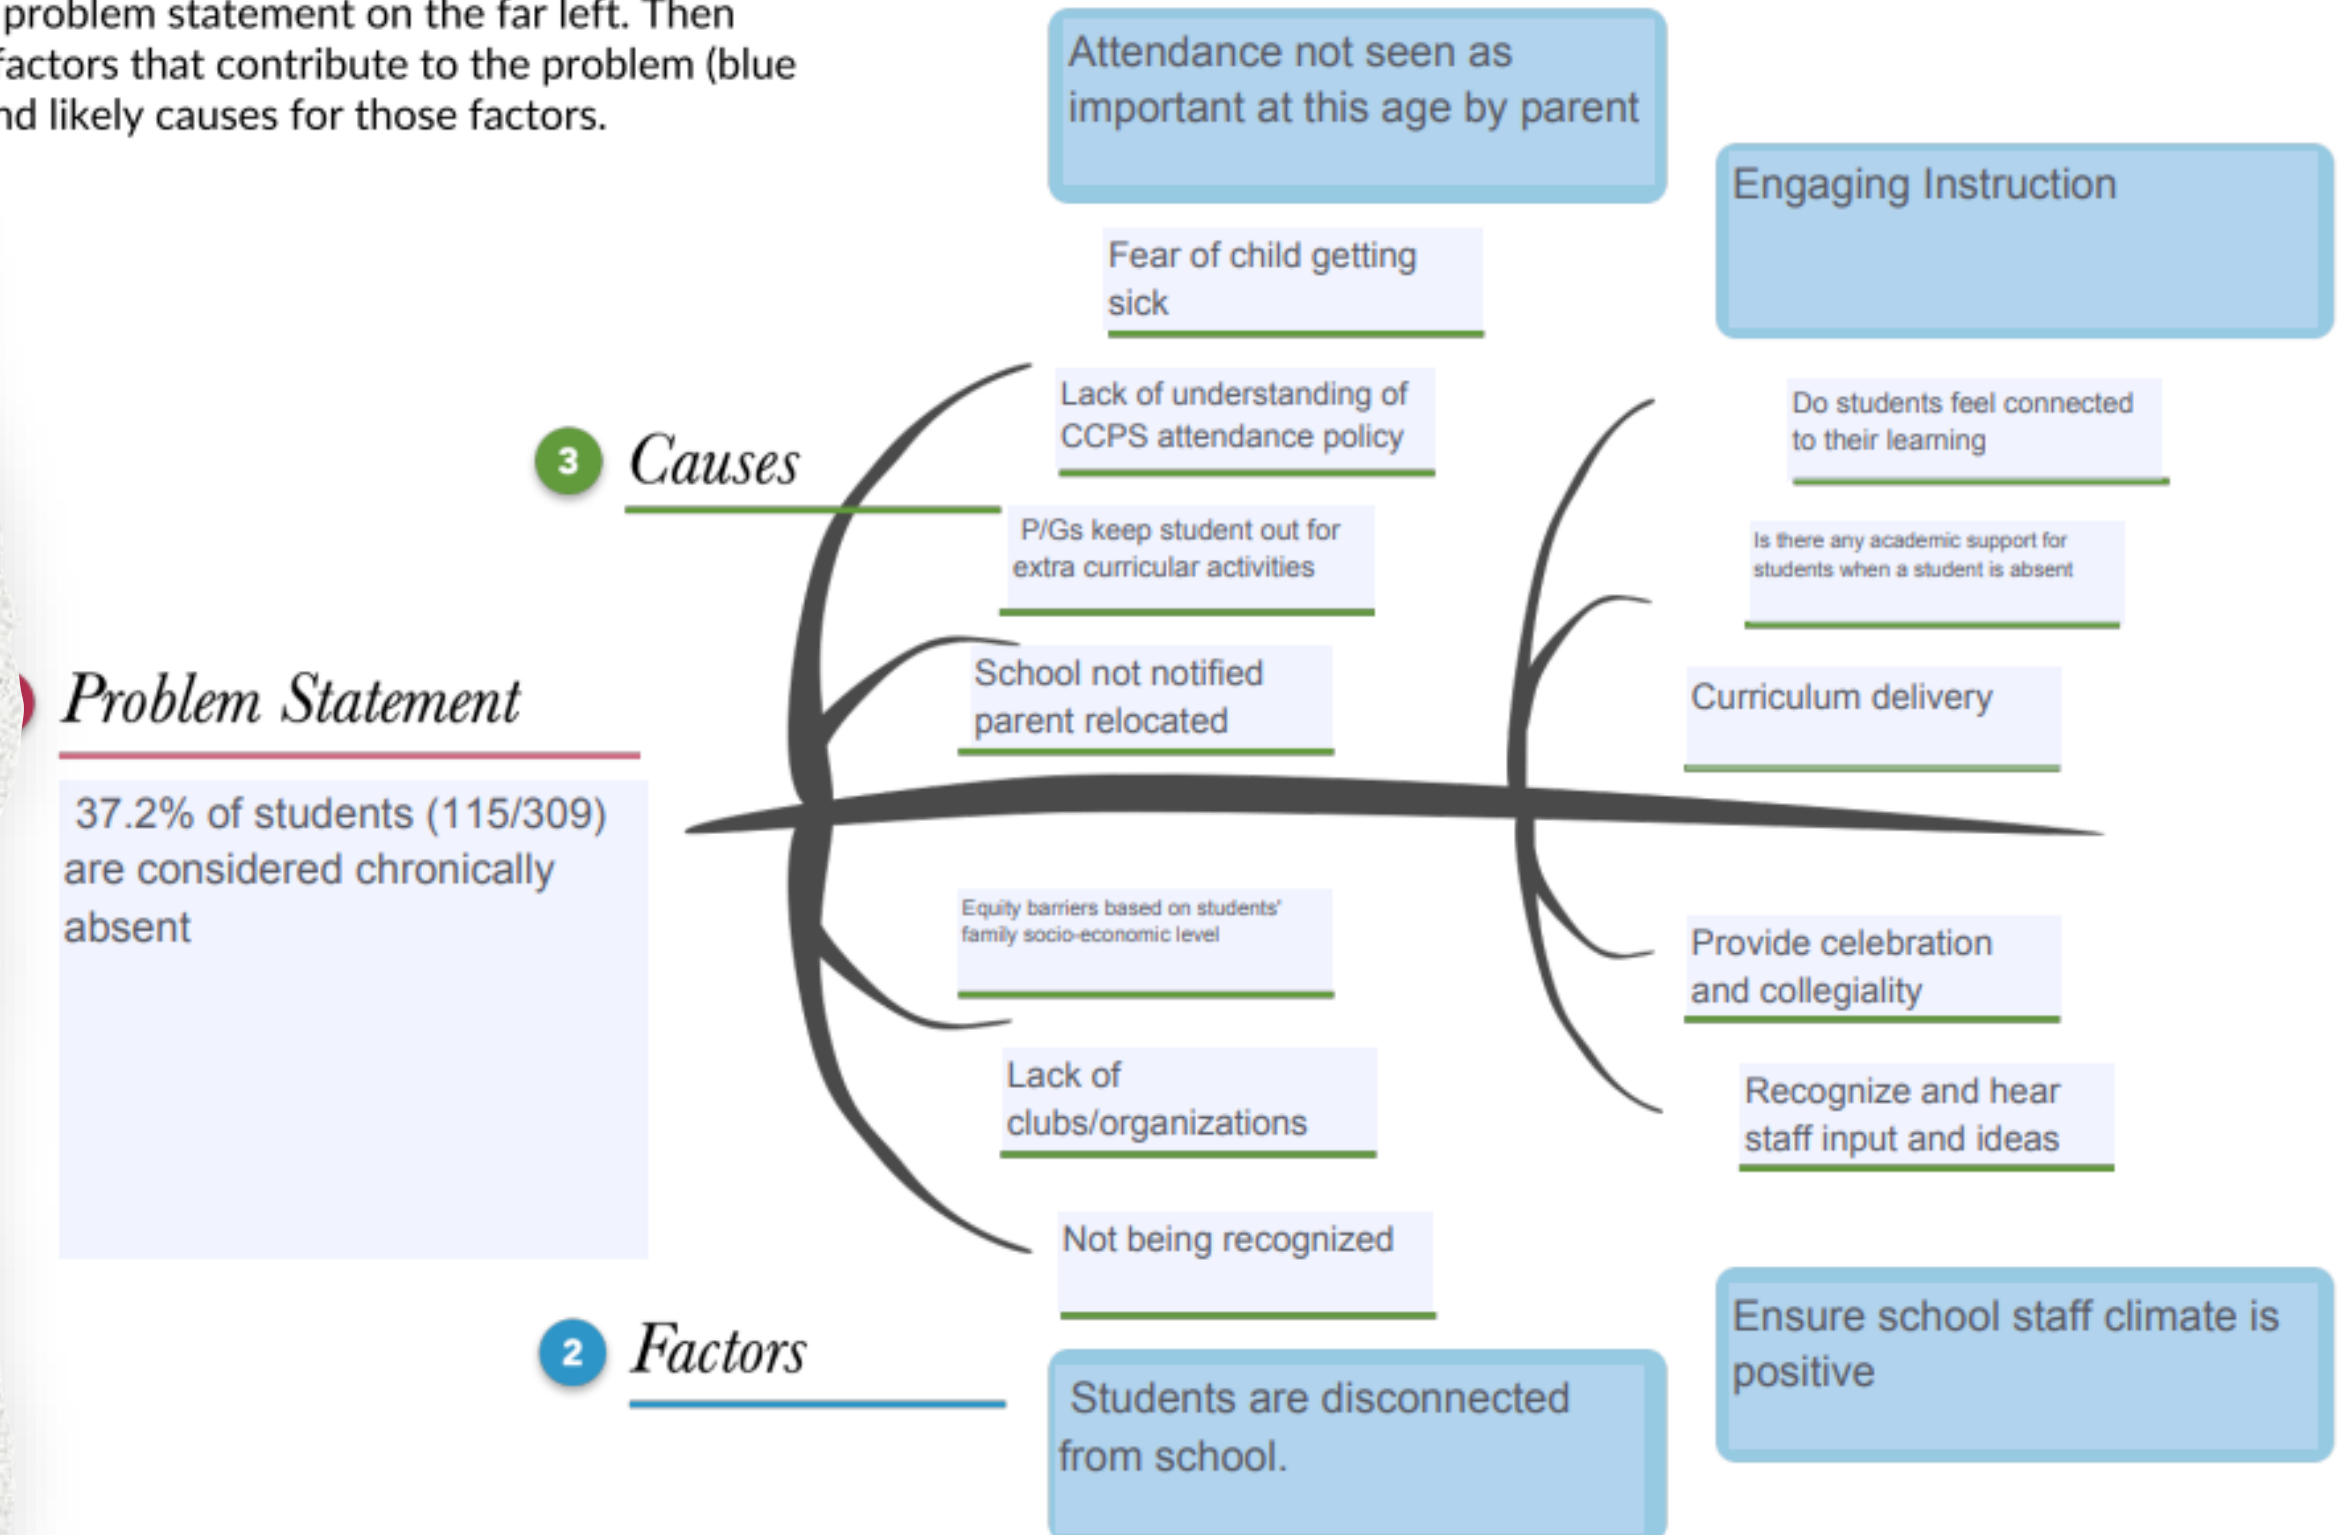 problem statement on the far left. Then
factors that contribute to the problem (blue
nd likely causes for those factors.
Attendance not seen as
important at this age by parent
Engaging Instruction
Fear of child getting
sick
Lack of understanding of
CCPS attendance policy
3 Causes
P/Gs keep student out for
extra curricular activities
School not notified
parent relocated
Do students feel connected
to their learning
Is there any academic support for
students when a student is absent
Curriculum delivery
Problem Statement
37.2% of students (115/309)
are considered chronically
absent
Equity barriers based on students'
family socio-economic level
Lack of
clubs/organizations
Not being recognized
Provide celebration
and collegiality
Recognize and hear
staff input and ideas
2 Factors
Students are disconnected
from school.
Ensure school staff climate is
positive